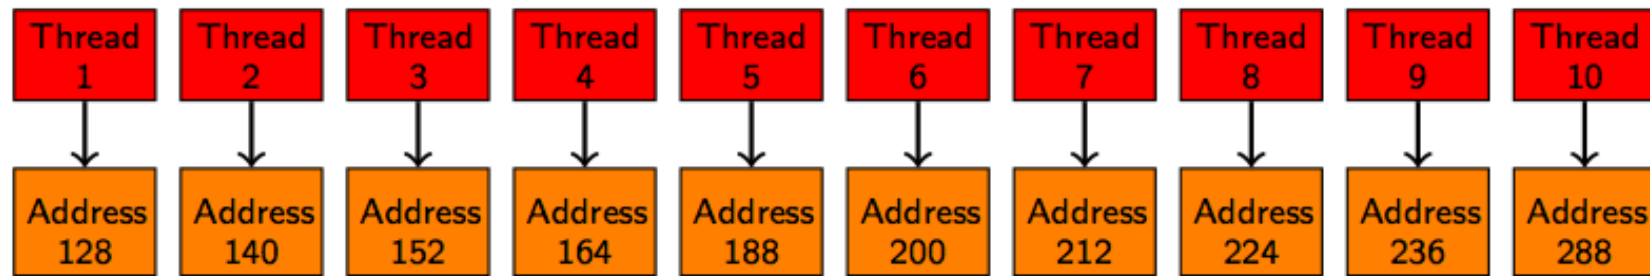 Thread
1
Thread
2
Thread
3
Thread
4
Thread
5
Thread
6
Thread
7
Thread
8
Thread
9
Thread
10
Address
128
Address
140
Address
152
Address
164
Address
188
Address
200
Address
212
Address
224
Address
236
Address
288